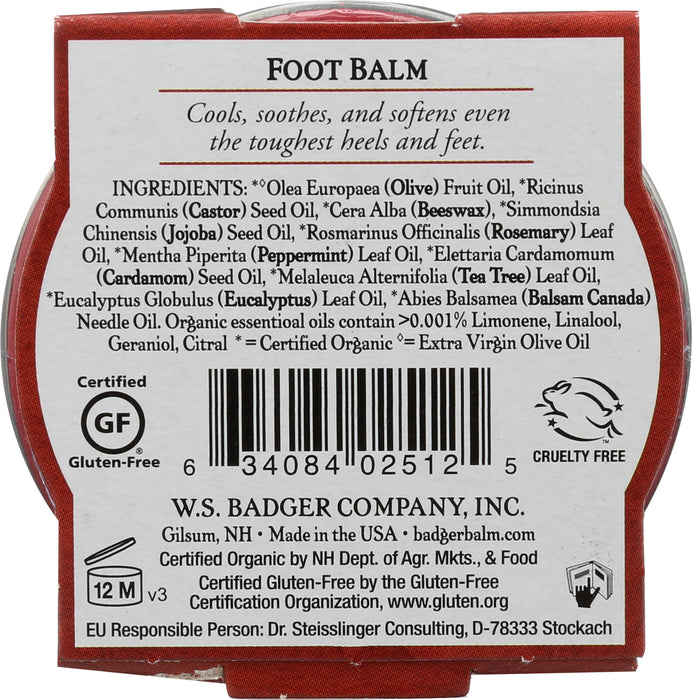 FOOT BALM
Cools, soothes, and softens even
the toughest heels and feet.
INGREDIENTS: *◊Olea Europaea (Olive) Fruit Oil, *Ricinus
Communis (Castor) Seed Oil, *Cera Alba (Beeswax), *Simmondsia
Chinensis (Jojoba) Seed Oil, *Rosmarinus Officinalis (Rosemary) Leaf
Oil, *Mentha Piperita (Peppermint) Leaf Oil, *Elettaria Cardamomum
(Cardamom) Seed Oil, *Melaleuca Alternifolia (Tea Tree) Leaf Oil,
*Eucalyptus Globulus (Eucalyptus) Leaf Oil, *Abies Balsamea (Balsam Canada)
Needle Oil. Organic essentioal oils contain >0.001% Limonene, Linalool,
Geraniol, Citral * = Certified Organic ◊= Extra Virgin Olive Oil
Certified
GF
®
Gluten-Free
6 34084 02512 5
TM
CRUELTY FREE
W.S. BADGER COMPANY, INC.
Gilsum, NH • Made in the USA • badgerbalm.com
Certified Organic by NH Dept. of Agr. Mkts., & Food
Certified Gluten-Free by the Gluten-Free
Certification Organization, www.gluten.org
12 M v3
EU Responsible Person: Dr. Steisslinger Consulting, D-78333 Stockach